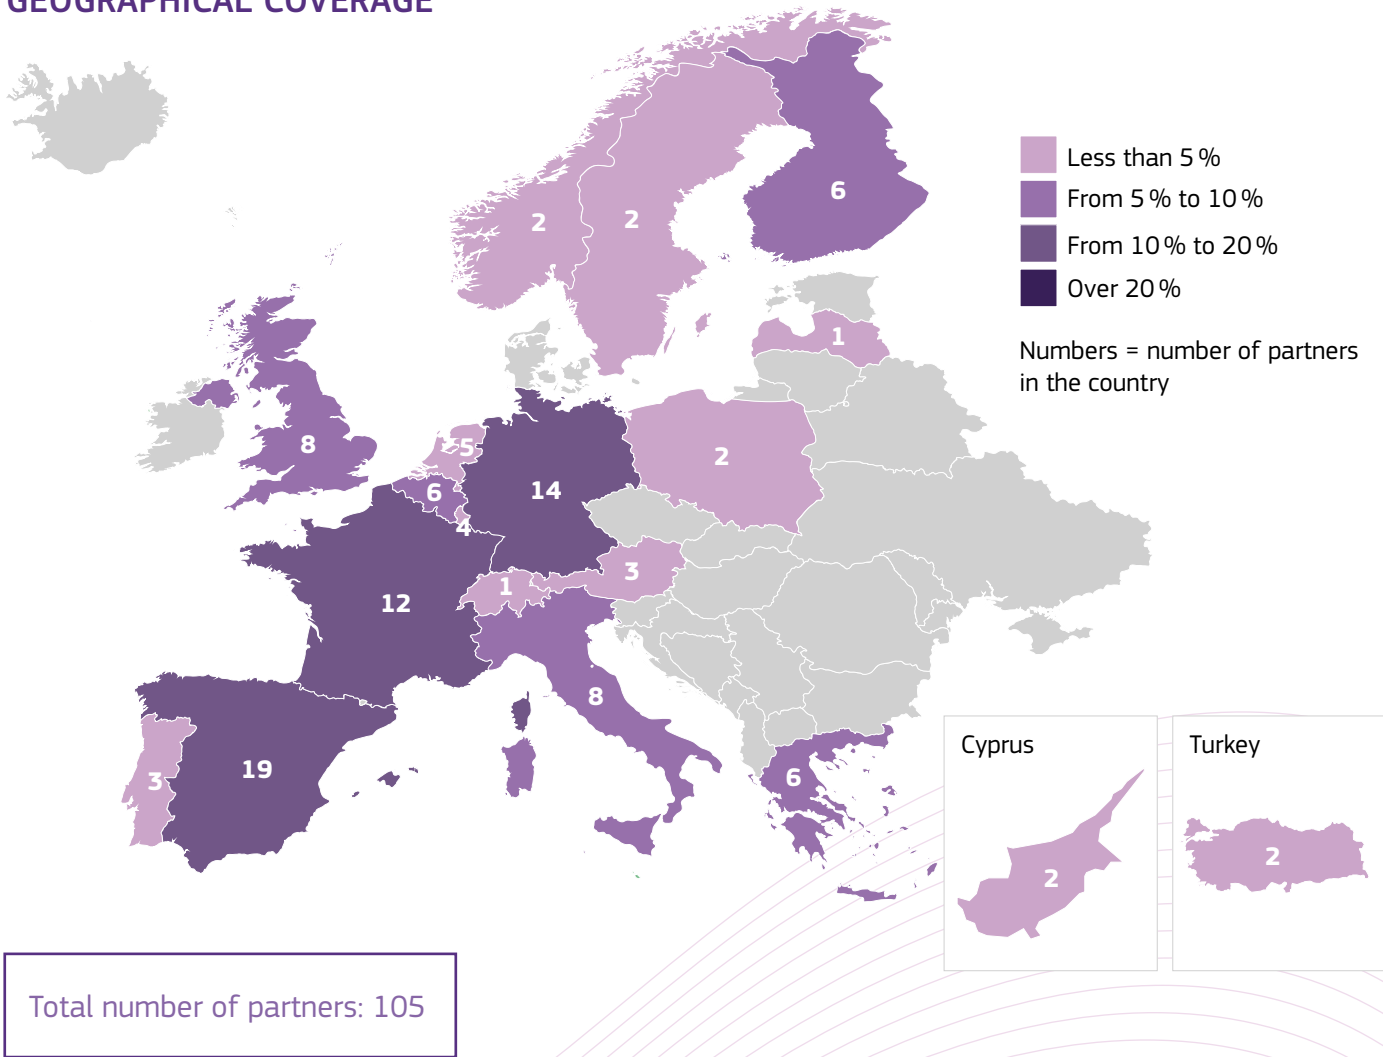 GEOGRAPHICAL COVERAGE
Less than 5 %
From 5 % to 10 %
From 10 % to 20 %
Over 20 %
Numbers = number of partners
in the country
2
2
6
1
8
5
6
14
2
4
3
1
12
8
19
3
6
Cyprus
2
Turkey
2
Total number of partners: 105